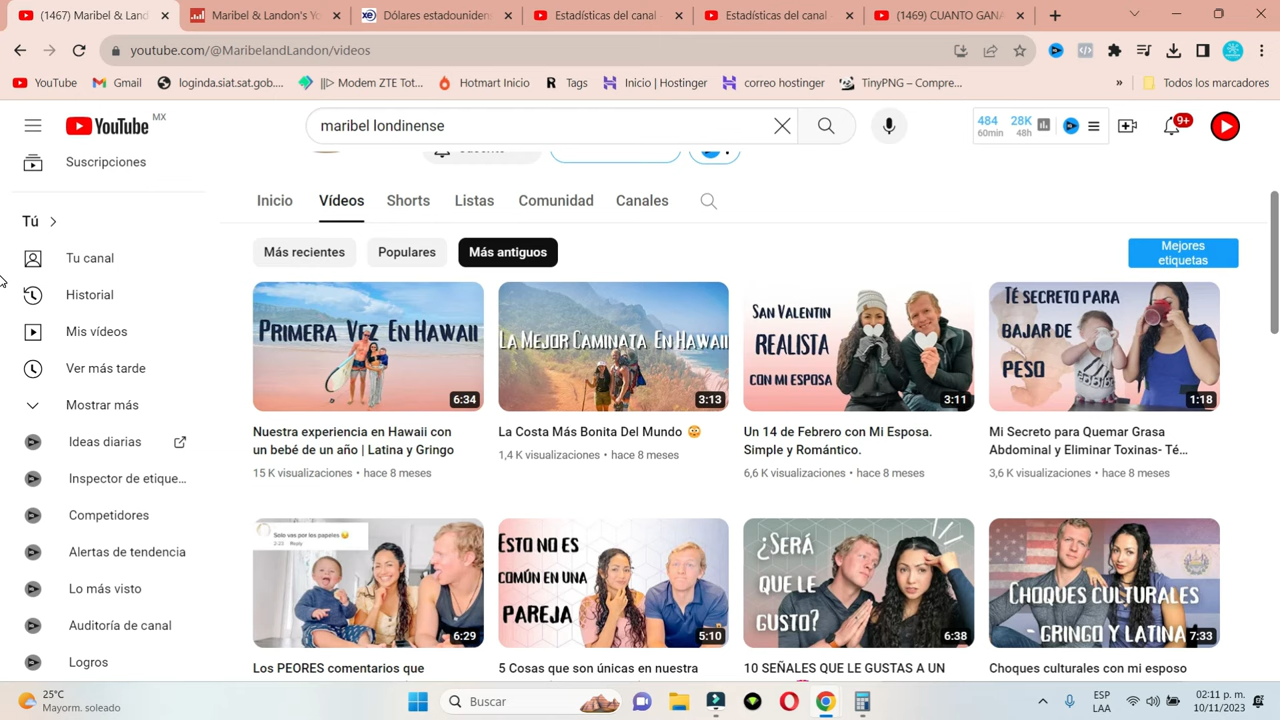 (1467) Maribel & Land
Maribel & Landon's Yo
Dólares estadounidens
Estadísticas del canal -
Estadísticas del canal -
(1469) CUANTO GANA
youtube.com/@MaribelandLandon/videos
YouTube
Gmail
loginda.siat.sat.gob....
||» Modem ZTE Tot...
Hotmart Inicio
Tags
Inicio | Hostinger
correo hostinger
TinyPNG – Compre...
»
Todos los marcadores
YouTube MX
maribel londinense
484 60min
28K 48h
9+
Suscripciones
Inicio
Vídeos
Shorts
Listas
Comunidad
Canales
Tú
Más recientes
Populares
Más antiguos
Mejores
etiquetas
Tu canal
Historial
Mis vídeos
Ver más tarde
Mostrar más
Ideas diarias
Inspector de etique...
Competidores
Alertas de tendencia
Lo más visto
Auditoría de canal
Logros
PRIMERA VEZ EN HAWAII
6:34
Nuestra experiencia en Hawaii con
un bebé de un año | Latina y Gringo
15 K visualizaciones • hace 8 meses
LA MEJOR CAMINATA EN HAWAII
3:13
La Costa Más Bonita Del Mundo 😳
1,4 K visualizaciones • hace 8 meses
SAN VALENTIN
REALISTA
CON MI ESPOSA
3:11
Un 14 de Febrero con Mi Esposa.
Simple y Romántico.
6,6 K visualizaciones • hace 8 meses
TÉ SECRETO PARA
BAJAR DE
PESO
1:18
Mi Secreto para Quemar Grasa
Abdominal y Eliminar Toxinas- Té...
3,6 K visualizaciones • hace 8 meses
Solo vas por los papeles
2:23 Reply
6:29
Los PEORES comentarios que
ESTO NO ES
COMÚN EN UNA
PAREJA
5:10
5 Cosas que son únicas en nuestra
¿SERÁ
QUE LE
GUSTO?
6:38
10 SEÑALES QUE LE GUSTAS A UN
CHOQUES CULTURALES
- GRINGO Y LATINA
7:33
Choques culturales con mi esposo
25°C
Mayorm. soleado
Buscar
ESP
LAA
02:11 p. m.
10/11/2023